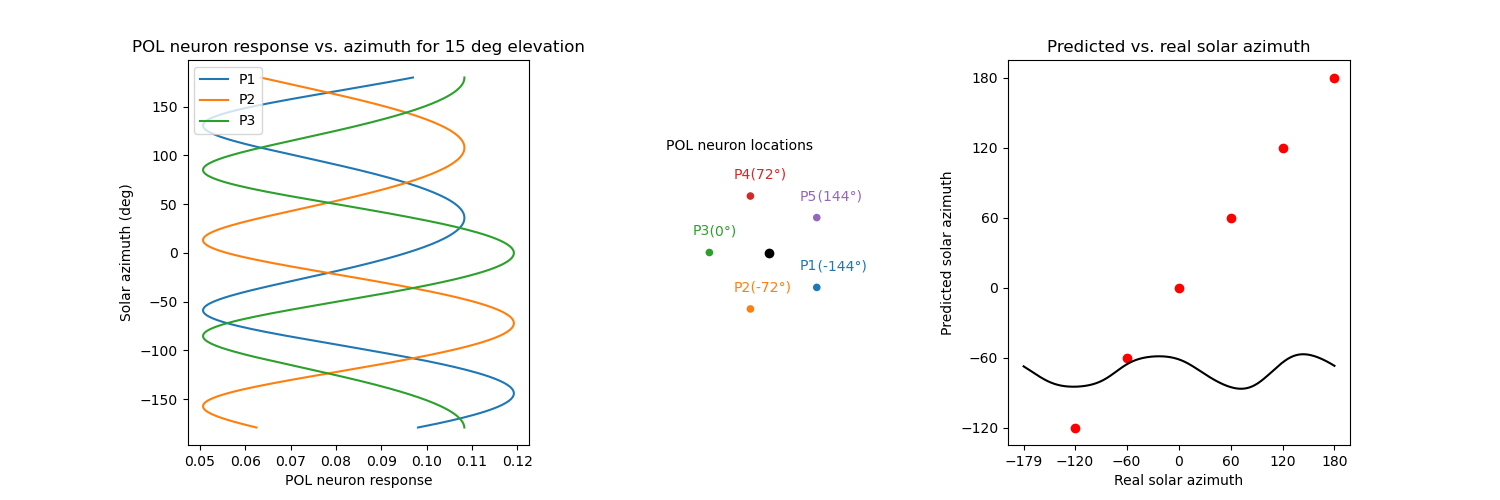 POL neuron response vs. azimuth for 15 deg elevation
P1
P2
P3
150
100
50
0
−50
−100
−150
Solar azimuth (deg)
0.05 0.06 0.07 0.08 0.09 0.10 0.11 0.12
POL neuron response
POL neuron locations
P4(72°)
P5(144°)
P3(0°)
P1(-144°)
P2(-72°)
Predicted vs. real solar azimuth
180
120
60
0
−60
−120
Predicted solar azimuth
−179 −120 −60 0 60 120 180
Real solar azimuth